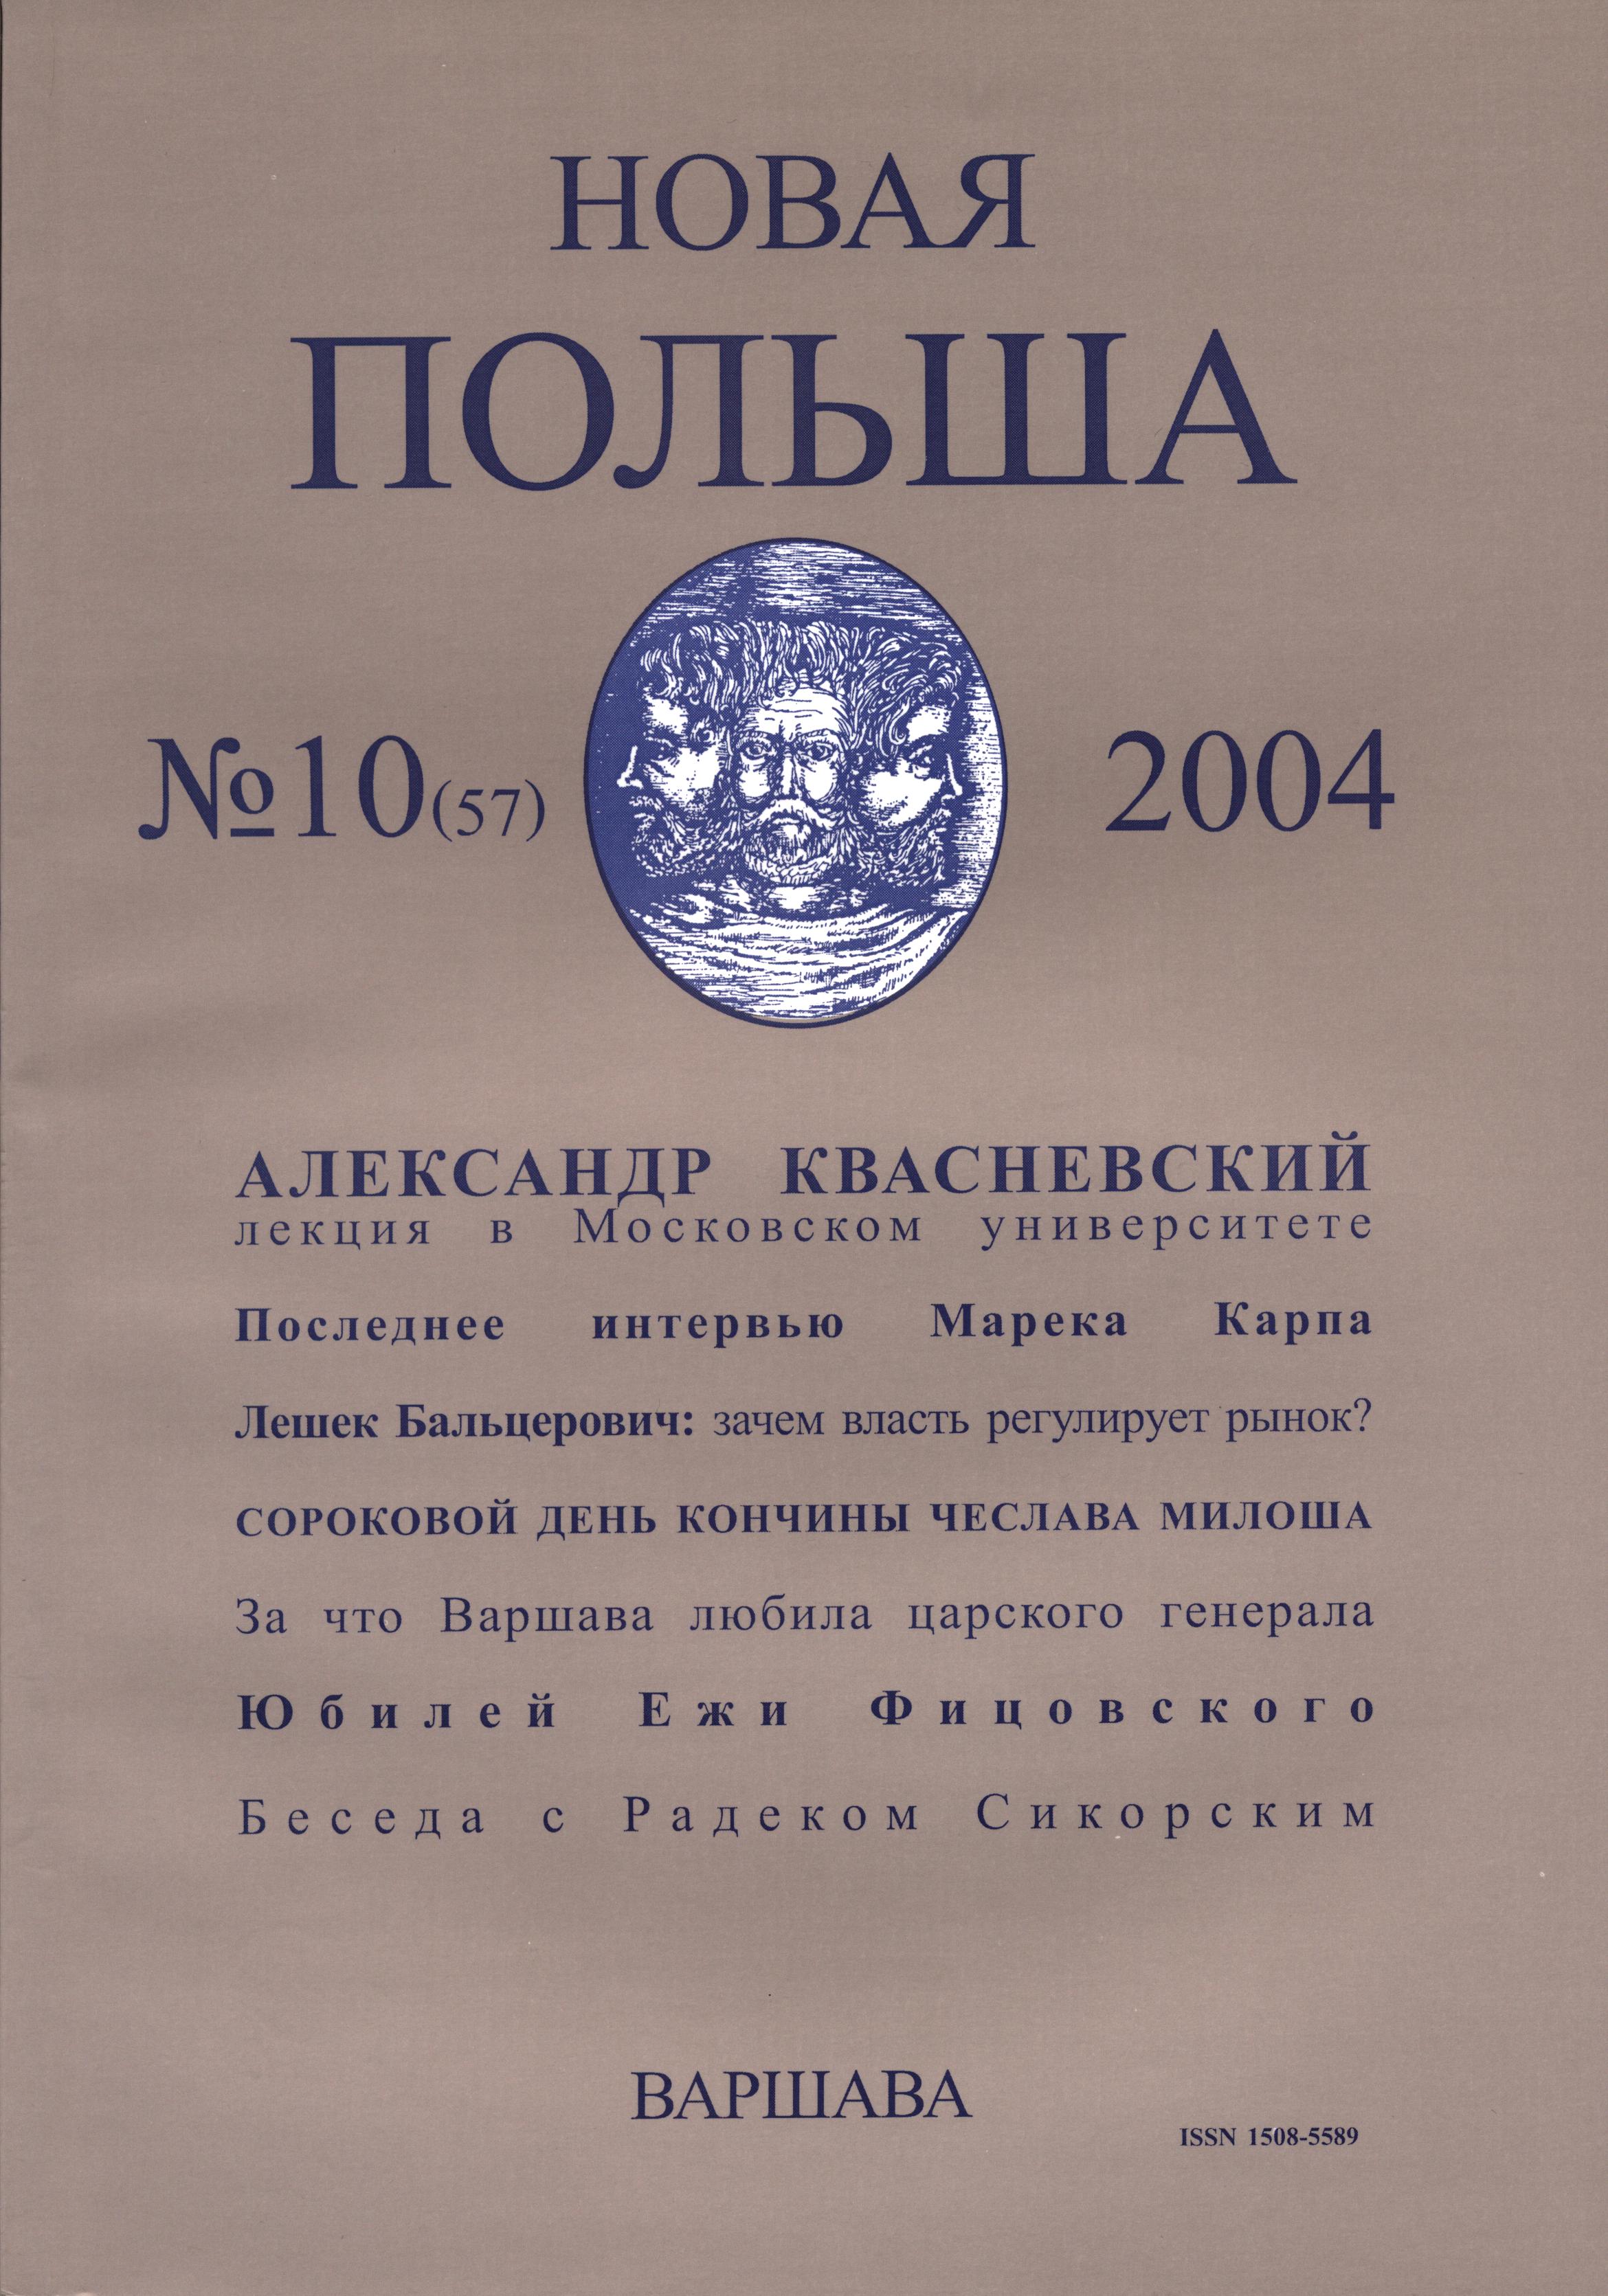 НОВАЯ
ПОЛЬША
№10(57)
2004
АЛЕКСАНДР КВАСНЕВСКИЙ
лекция в Московском университете
Последнее интервью Марека Карпа
Лешек Бальцерович: зачем власть регулирует рынок?
СОРОКОВОЙ ДЕНЬ КОНЧИНЫ ЧЕСЛАВА МИЛОША
За что Варшава любила царского генерала
Юбилей Ежи Фицовского
Беседа с Радеком Сикорским
ВАРШАВА
ISSN 1508-5589